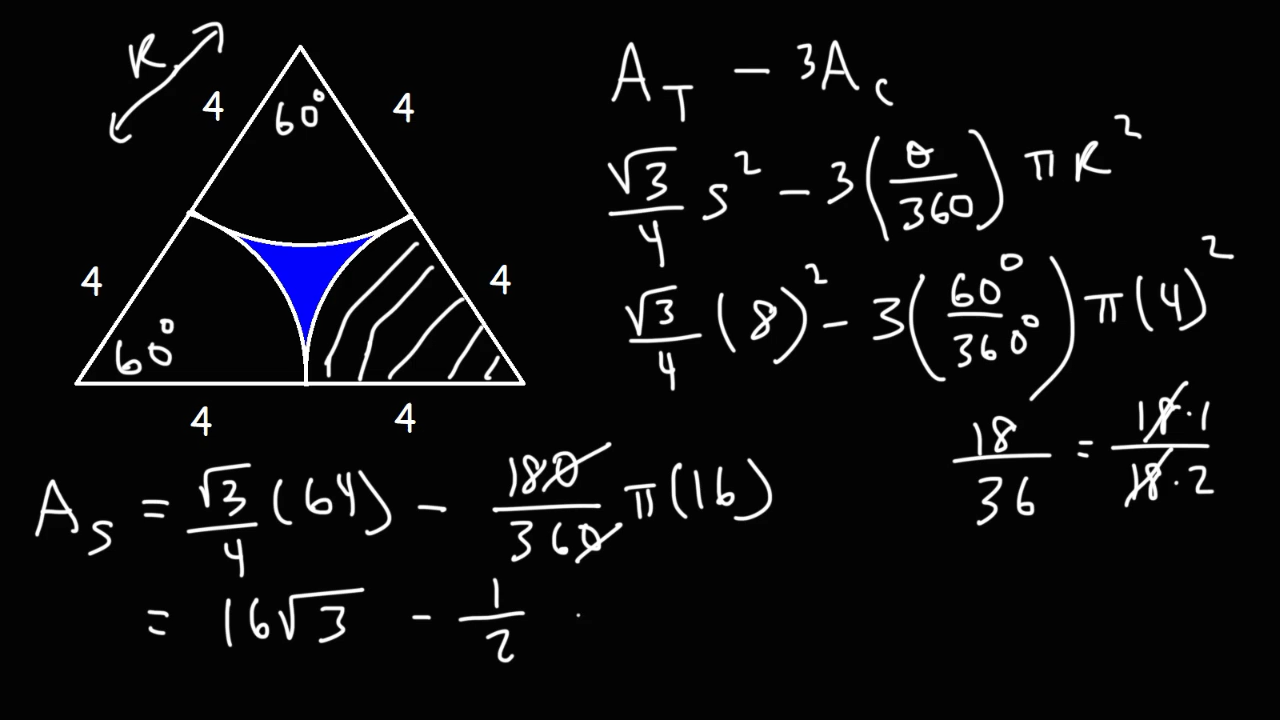 R
4 4
60°
4 4
60°
4 4
A_T - 3A_C
√3/4 s² - 3(θ/360) π R²
√3/4 (8)² - 3(60°/360°) π(4)²
18/36 = 18·1/18·2
A_S = √3/4 (64) - 180/360 π(16)
= 16√3 - 1/2